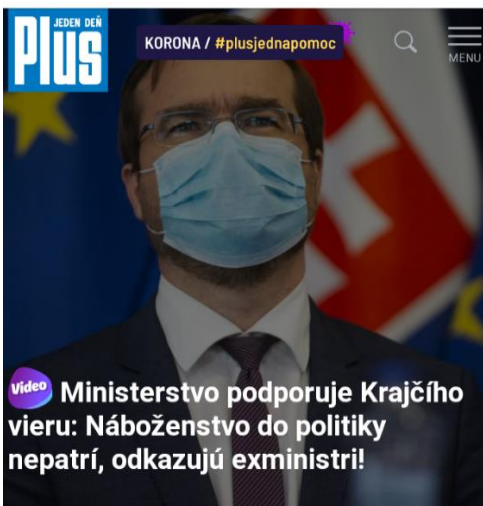 JEDEN DEŇ
Plus
KORONA / #plusjednapomoc
MENU
Video Ministerstvo podporuje Krajčího
vieru: Náboženstvo do politiky
nepatrí, odkazujú exministri!